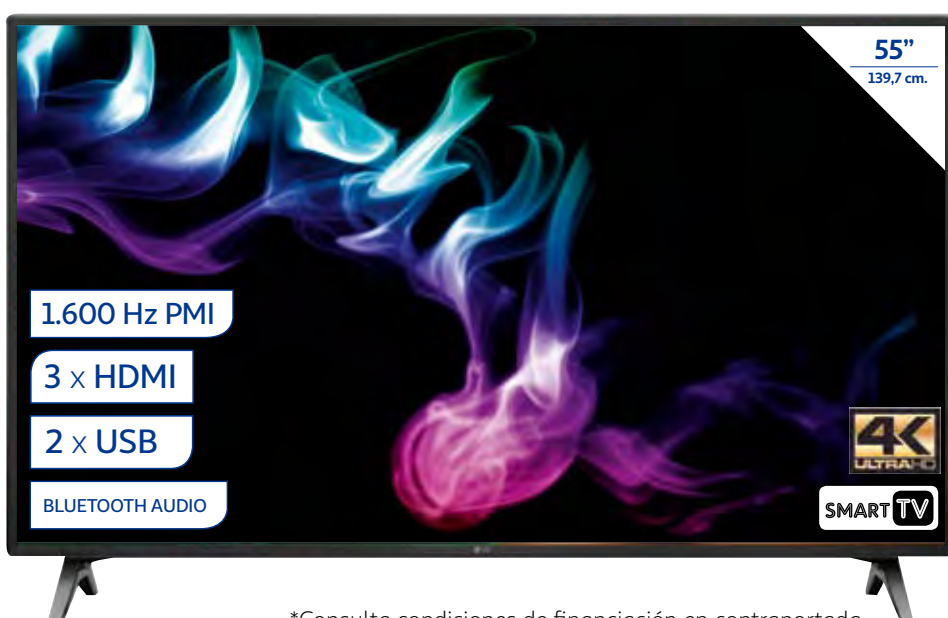 55”
139,7 cm.
1.600 Hz PMI
3 x HDMI
2 x USB
BLUETOOTH AUDIO
4K
ULTRA HD
SMART TV
LG
*Consulta condiciones de financiación en contraportada